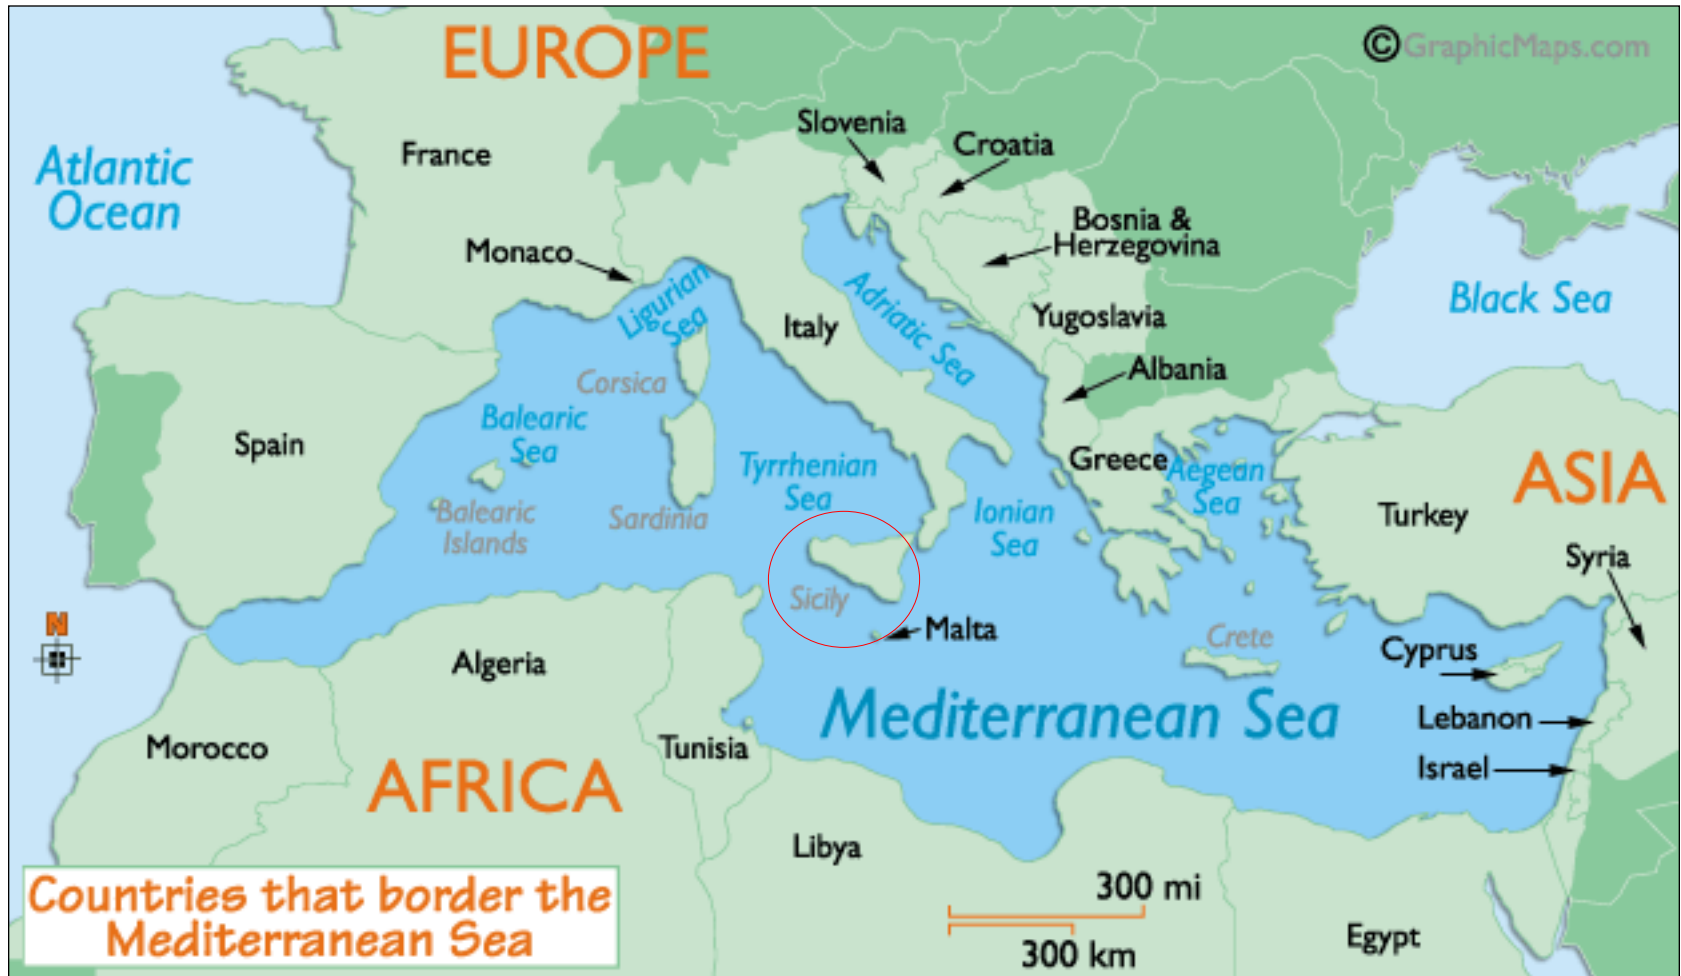 EUROPE
©GraphicMaps.com
Slovenia
Croatia
Atlantic
Ocean
France
Bosnia &
Herzegovina
Monaco
Ligurian
Sea
Adriatic Sea
Black Sea
Italy
Yugoslavia
Albania
Corsica
Balearic
Sea
Spain
Tyrrhenian
Sea
Greece
Aegean
Sea
ASIA
Turkey
Balearic
Islands
Sardinia
Ionian
Sea
Syria
Sicily
Malta
N
Crete
Cyprus
Algeria
Mediterranean Sea
Lebanon
Morocco
Tunisia
Israel
AFRICA
Libya
300 mi
300 km
Egypt
Countries that border the
Mediterranean Sea